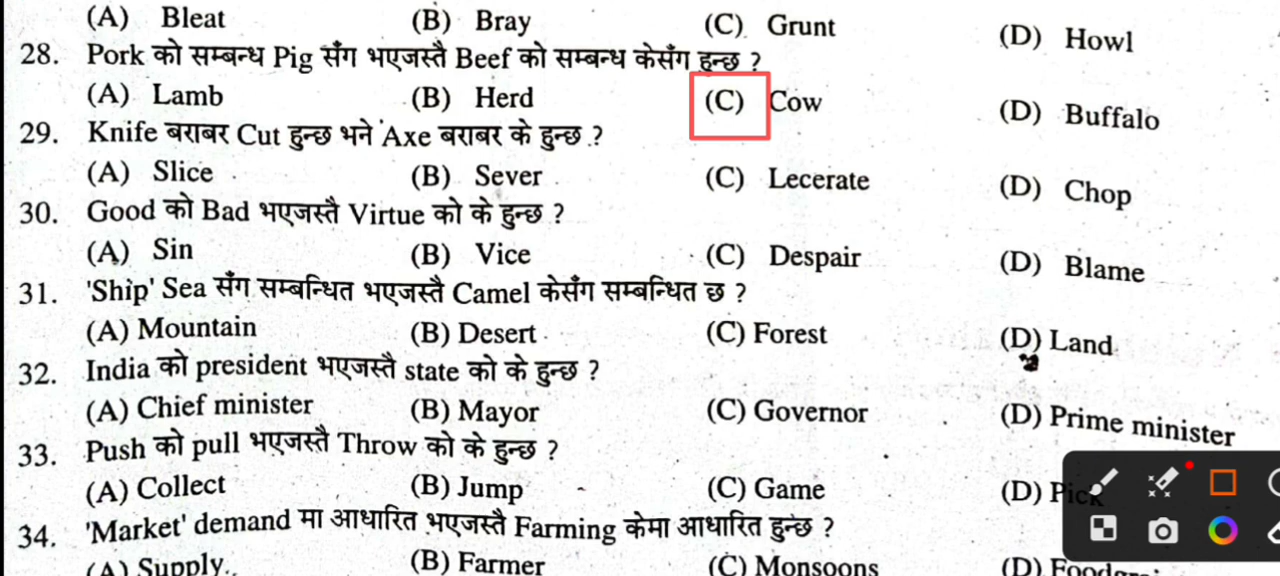 (A) Bleat (B) Bray (C) Grunt (D) Howl
28. Pork को सम्बन्ध Pig सँग भएजस्तै Beef को सम्बन्ध केसँग हुन्छ ?
(A) Lamb (B) Herd (C) Cow (D) Buffalo
29. Knife बराबर Cut हुन्छ भने Axe बराबर के हुन्छ ?
(A) Slice (B) Sever (C) Lecerate (D) Chop
30. Good को Bad भएजस्तै Virtue को के हुन्छ ?
(A) Sin (B) Vice (C) Despair (D) Blame
31. 'Ship' Sea सँग सम्बन्धित भएजस्तै Camel केसँग सम्बन्धित छ ?
(A) Mountain (B) Desert (C) Forest (D) Land
32. India को president भएजस्तै state को के हुन्छ ?
(A) Chief minister (B) Mayor (C) Governor (D) Prime minister
33. Push को pull भएजस्तै Throw को के हुन्छ ?
(A) Collect (B) Jump (C) Game (D) Pick
34. 'Market' demand मा आधारित भएजस्तै Farming केमा आधारित हुन्छ ?
(A) Supply (B) Farmer (C) Monsoons (D)